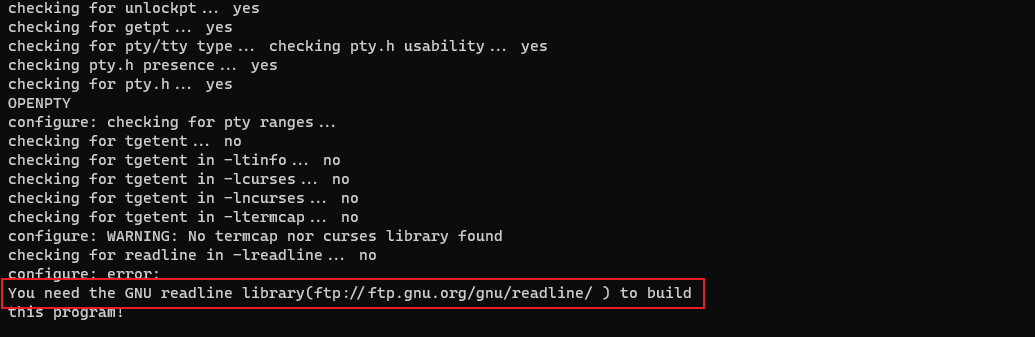 checking for unlockpt... yes
checking for getpt... yes
checking for pty/tty type... checking pty.h usability... yes
checking pty.h presence... yes
checking for pty.h... yes
OPENPTY
configure: checking for pty ranges...
checking for tgetent... no
checking for tgetent in -ltinfo... no
checking for tgetent in -lcurses... no
checking for tgetent in -lncurses... no
checking for tgetent in -ltermcap... no
configure: WARNING: No termcap nor curses library found
checking for readline in -lreadline... no
configure: error:
You need the GNU readline library(ftp://ftp.gnu.org/gnu/readline/ ) to build
this program!